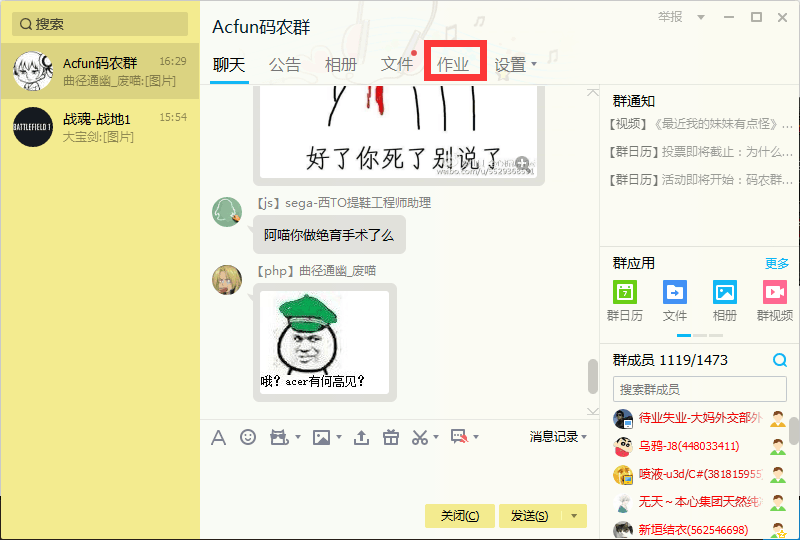 搜索
Acfun码农群 16:29
曲径通幽_废喵:[图片]
战魂-战地1 15:54
大宝剑:[图片]
BATTLEFIELD 1
Acfun码农群
举报
聊天 公告 相册 文件 作业 设置
好了你死了别说了
【js】sega-西TO提鞋工程师助理
阿喵你做绝育手术了么
【php】曲径通幽_废喵
哦？acer有何高见？
消息记录
关闭(C) 发送(S)
群通知
【视频】《最近我的妹妹有点怪》...
【群日历】投票即将截止：为什么...
【群日历】活动即将开始：码农群...
群应用 更多
7
群日历 文件 相册 群视频
群成员 1119/1473
搜索群成员
待业失业-大妈外交部外
乌鸦-J8(448033411)
喷液-u3d/C#(381815955
无天～本心集团天然纯
新垣结衣(562546698)